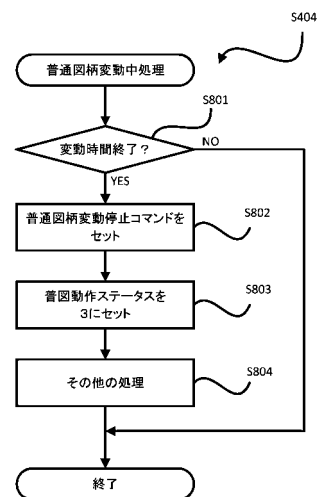 S404
普通図柄変動中処理
S801
変動時間終了?
NO
YES
普通図柄変動停止コマンドを
セット
S802
普図動作ステータスを
3にセット
S803
その他の処理
S804
終了